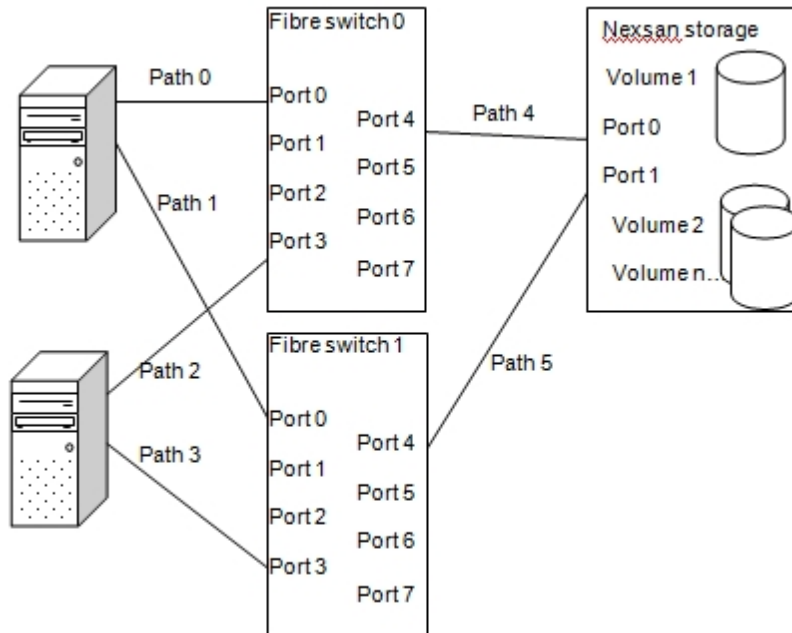 Fibre switch 0
Path 0
Port 0
Port 1
Port 2
Port 3
Port 4
Port 5
Port 6
Port 7
Path 1
Path 2
Path 3
Fibre switch 1
Port 0
Port 1
Port 2
Port 3
Port 4
Port 5
Port 6
Port 7
Path 4
Path 5
Nexsan storage
Volume 1
Port 0
Port 1
Volume 2
Volume n...